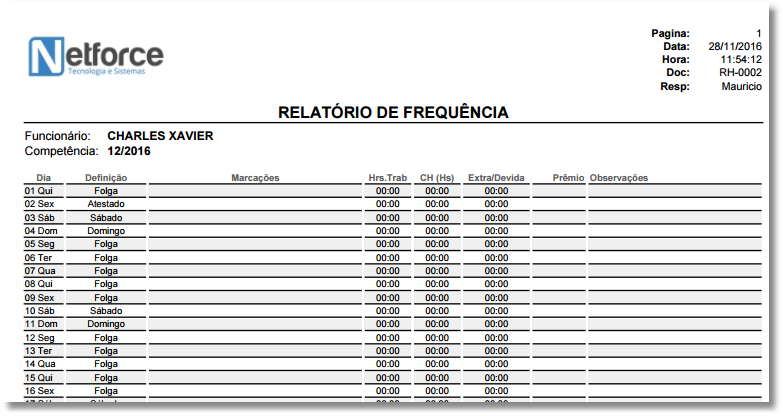 Netforce
Tecnologia e Sistemas
Pagina: 1
Data: 28/11/2016
Hora: 11:54:12
Doc: RH-0002
Resp: Mauricio
RELATÓRIO DE FREQUÊNCIA
Funcionário: CHARLES XAVIER
Competência: 12/2016
Dia Definição Marcações Hrs.Trab CH (Hs) Extra/Devida Prêmio Observações
01 Qui Folga 00:00 00:00 00:00
02 Sex Atestado 00:00 00:00 00:00
03 Sáb Sábado 00:00 00:00 00:00
04 Dom Domingo 00:00 00:00 00:00
05 Seg Folga 00:00 00:00 00:00
06 Ter Folga 00:00 00:00 00:00
07 Qua Folga 00:00 00:00 00:00
08 Qui Folga 00:00 00:00 00:00
09 Sex Folga 00:00 00:00 00:00
10 Sáb Sábado 00:00 00:00 00:00
11 Dom Domingo 00:00 00:00 00:00
12 Seg Folga 00:00 00:00 00:00
13 Ter Folga 00:00 00:00 00:00
14 Qua Folga 00:00 00:00 00:00
15 Qui Folga 00:00 00:00 00:00
16 Sex Folga 00:00 00:00 00:00